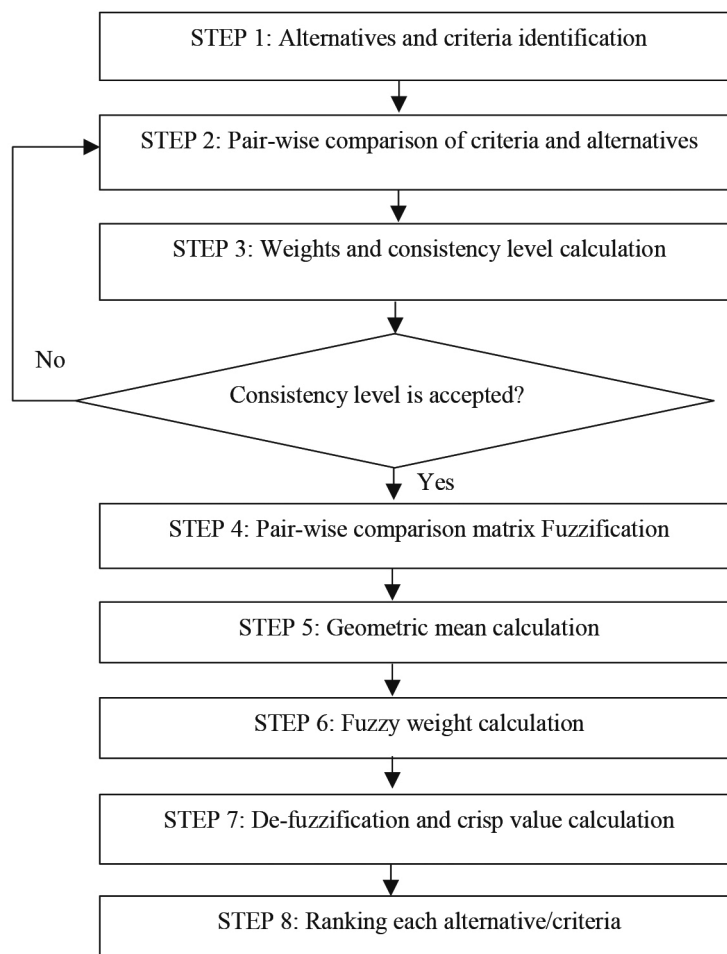 STEP 1: Alternatives and criteria identification
STEP 2: Pair-wise comparison of criteria and alternatives
STEP 3: Weights and consistency level calculation
No
Consistency level is accepted?
Yes
STEP 4: Pair-wise comparison matrix Fuzzification
STEP 5: Geometric mean calculation
STEP 6: Fuzzy weight calculation
STEP 7: De-fuzzification and crisp value calculation
STEP 8: Ranking each alternative/criteria